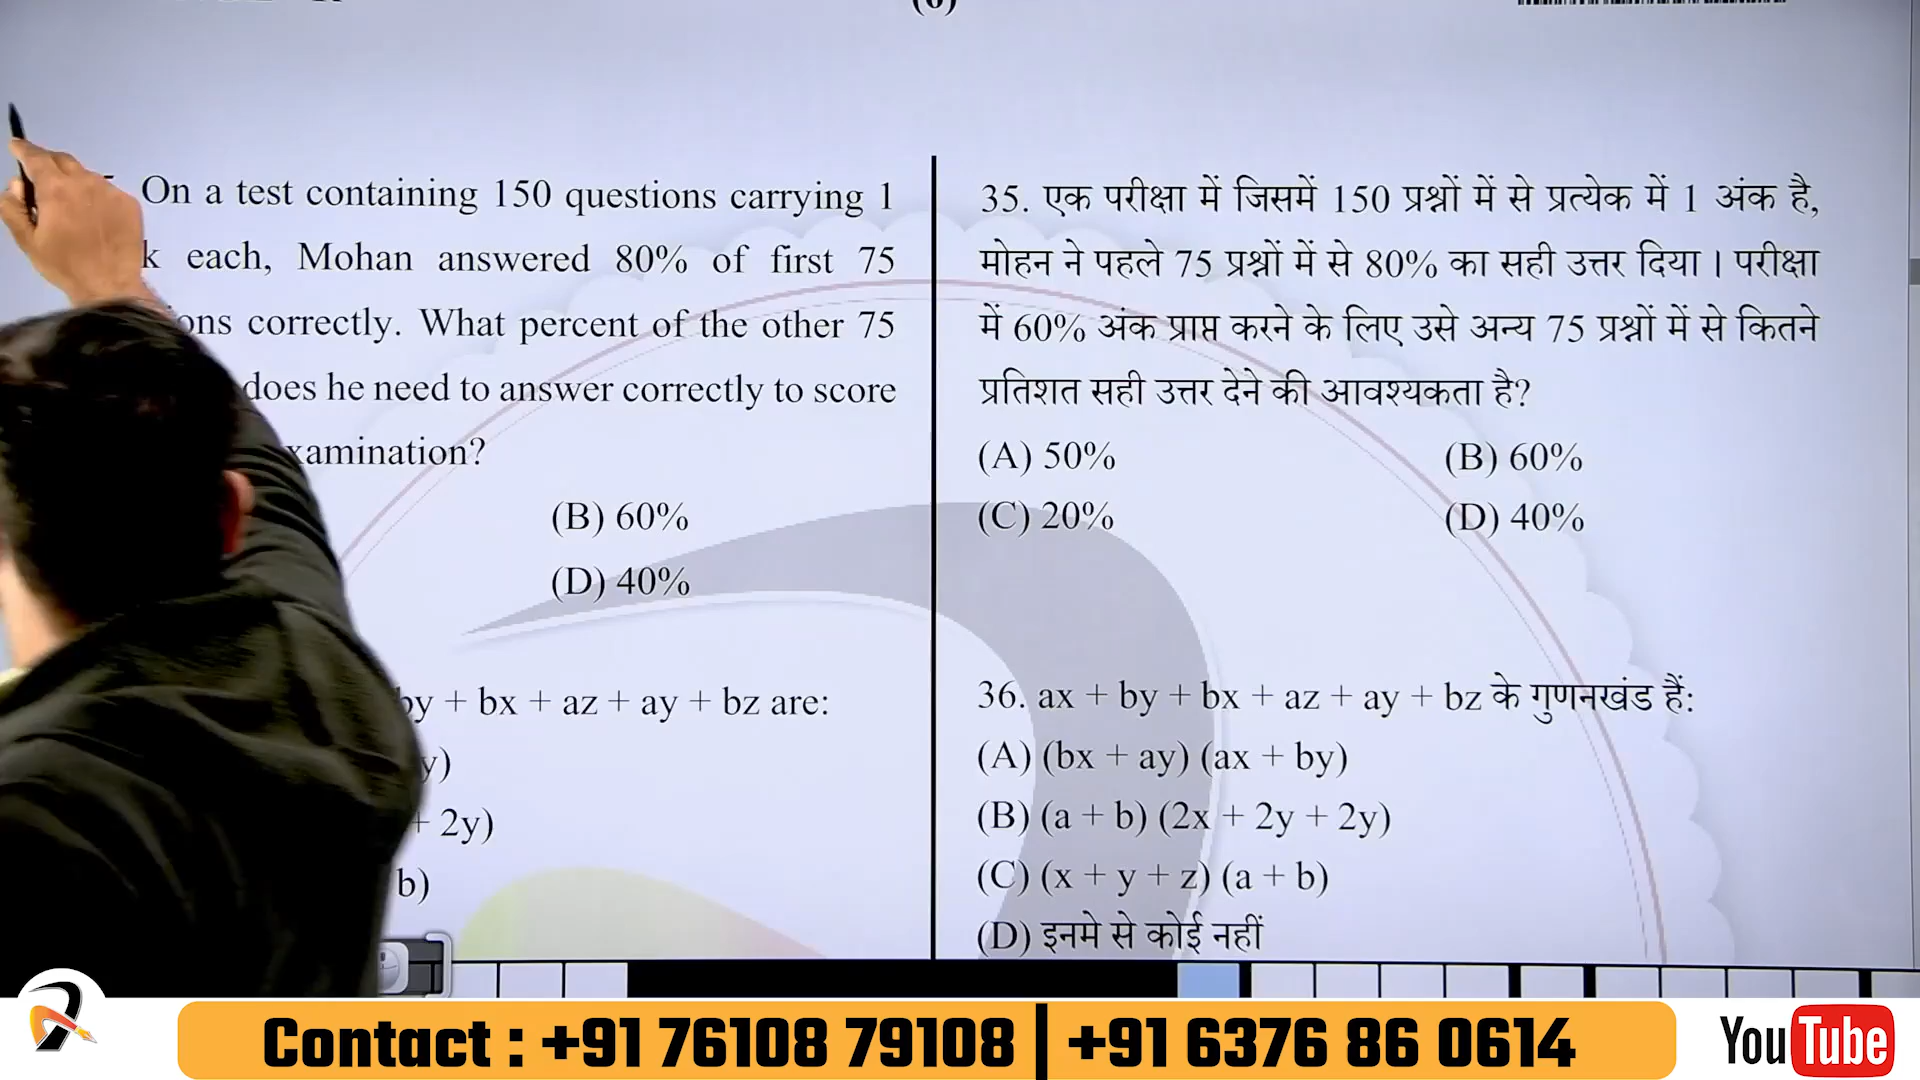 (6)
On a test containing 150 questions carrying 1
k each, Mohan answered 80% of first 75
ons correctly. What percent of the other 75
does he need to answer correctly to score
xamination?
(B) 60%
(D) 40%
by + bx + az + ay + bz are:
y)
+ 2y)
b)
35. एक परीक्षा में जिसमें 150 प्रश्नों में से प्रत्येक में 1 अंक है,
मोहन ने पहले 75 प्रश्नों में से 80% का सही उत्तर दिया । परीक्षा
में 60% अंक प्राप्त करने के लिए उसे अन्य 75 प्रश्नों में से कितने
प्रतिशत सही उत्तर देने की आवश्यकता है?
(A) 50% (B) 60%
(C) 20% (D) 40%
36. ax + by + bx + az + ay + bz के गुणनखंड हैं:
(A) (bx + ay) (ax + by)
(B) (a + b) (2x + 2y + 2y)
(C) (x + y + z) (a + b)
(D) इनमे से कोई नहीं
Contact : +91 76108 79108 | +91 6376 86 0614
YouTube